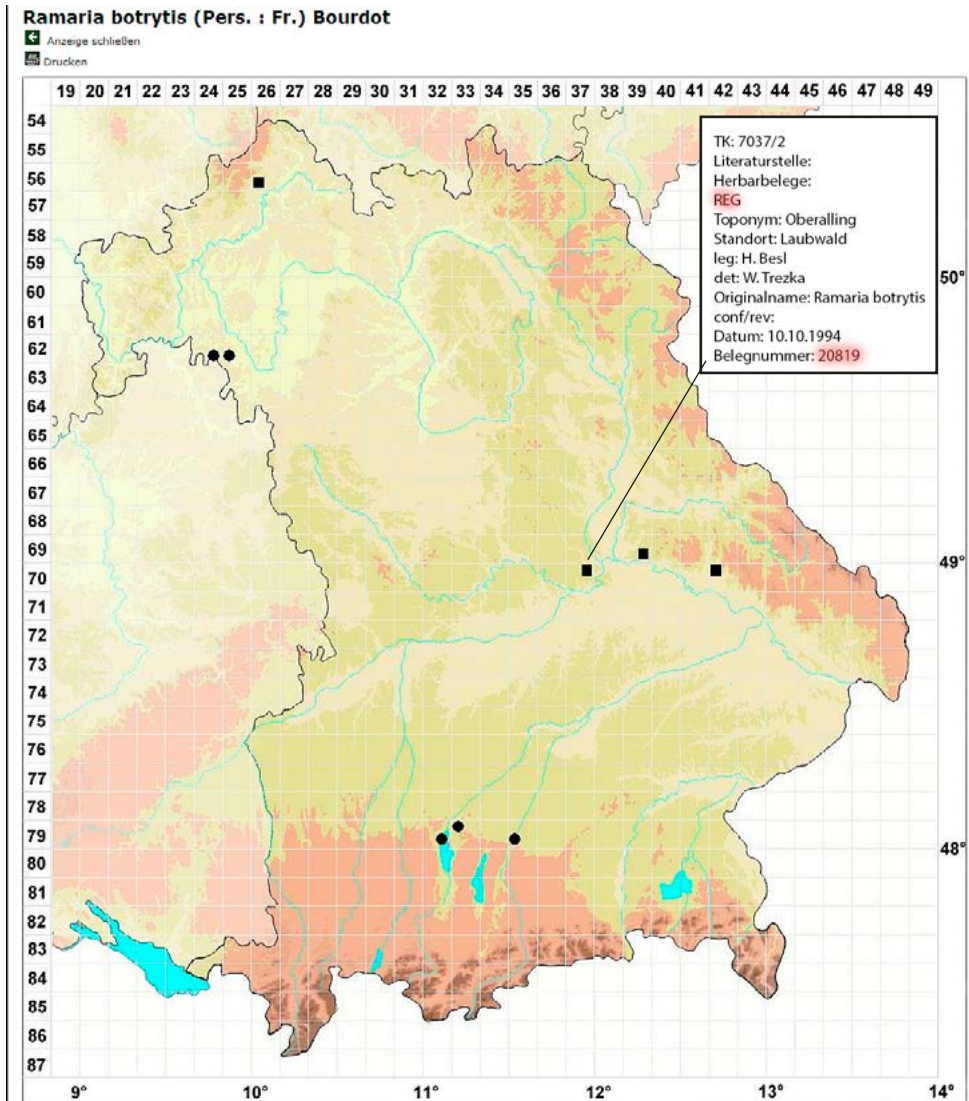 Ramaria botrytis (Pers. : Fr.) Bourdot
Anzeige schließen
Drucken
19 20 21 22 23 24 25 26 27 28 29 30 31 32 33 34 35 36 37 38 39 40 41 42 43 44 45 46 47 48 49
54
55
56
57
58
59
60
61
62
63
64
65
66
67
68
69
70
71
72
73
74
75
76
77
78
79
80
81
82
83
84
85
86
87
TK: 7037/2
Literaturstelle:
Herbarbelege:
REG
Toponym: Oberalling
Standort: Laubwald
leg: H. Besl
det: W. Trezka
Originalname: Ramaria botrytis
conf/rev:
Datum: 10.10.1994
Belegnummer: 20819
50°
49°
48°
9° 10° 11° 12° 13° 14°